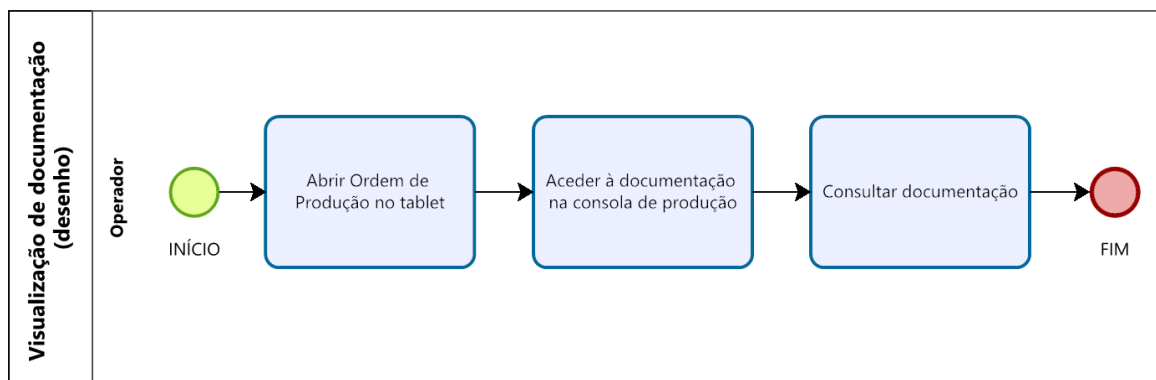 Visualização de documentação
(desenho)
Operador
INÍCIO
Abrir Ordem de
Produção no tablet
Aceder à documentação
na consola de produção
Consultar documentação
FIM